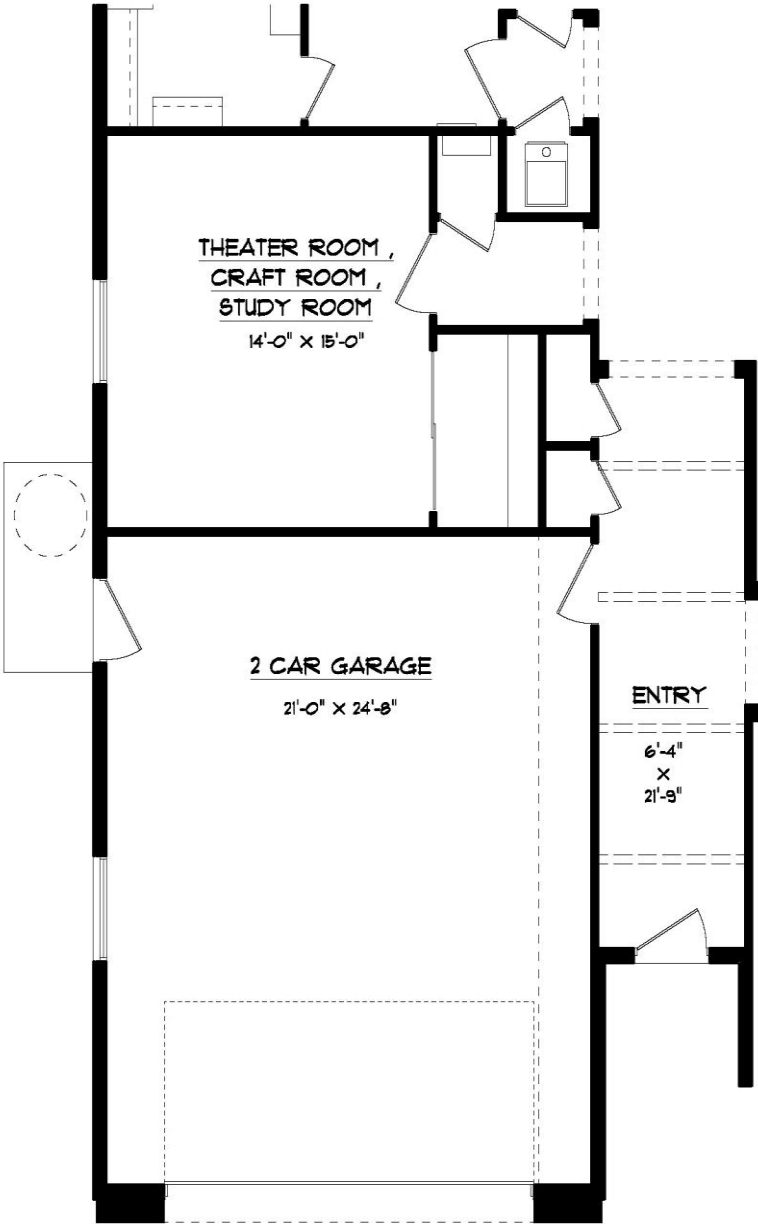 THEATER ROOM ,
CRAFT ROOM ,
STUDY ROOM
14'-0" X 15'-0"
2 CAR GARAGE
21'-0" X 24'-8"
ENTRY
6'-4"
X
21'-9"